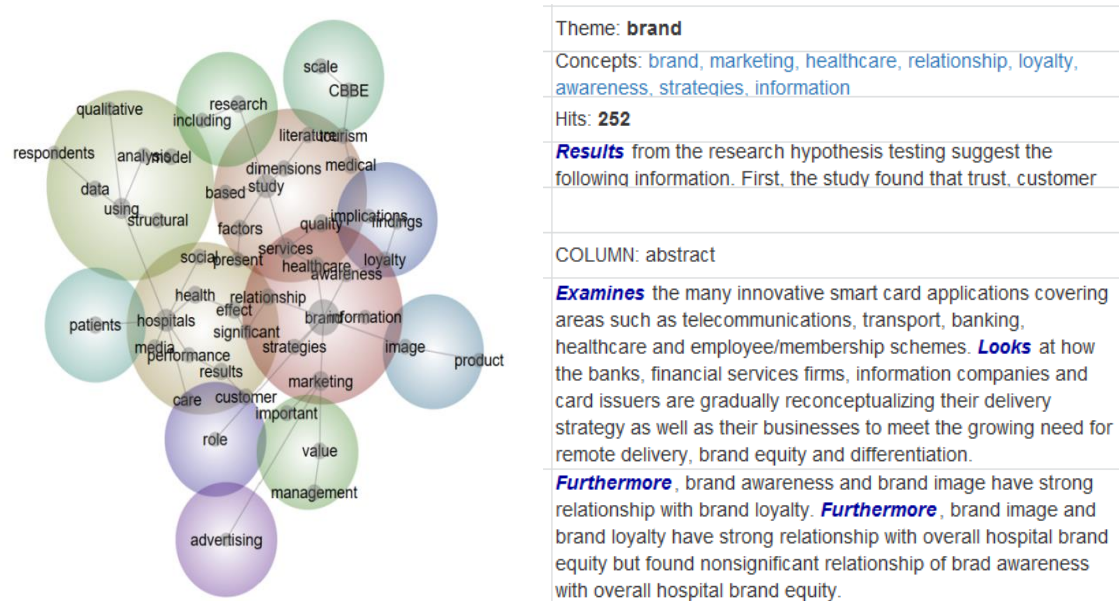 scale
CBBE
research
including
qualitative
literature
tourism
respondents
analysis
model
dimensions
medical
data
based
study
using
structural
implications
findings
factors
quality
services
social
present
healthcare
loyalty
awareness
health
relationship
effect
patients
hospitals
brand
information
significant
media
strategies
image
performance
product
results
marketing
care
customer
important
role
value
management
advertising
Theme: brand
Concepts: brand, marketing, healthcare, relationship, loyalty,
awareness, strategies, information
Hits: 252
Results from the research hypothesis testing suggest the
following information. First, the study found that trust, customer
COLUMN: abstract
Examines the many innovative smart card applications covering
areas such as telecommunications, transport, banking,
healthcare and employee/membership schemes. Looks at how
the banks, financial services firms, information companies and
card issuers are gradually reconceptualizing their delivery
strategy as well as their businesses to meet the growing need for
remote delivery, brand equity and differentiation.
Furthermore, brand awareness and brand image have strong
relationship with brand loyalty. Furthermore, brand image and
brand loyalty have strong relationship with overall hospital brand
equity but found nonsignificant relationship of brad awareness
with overall hospital brand equity.